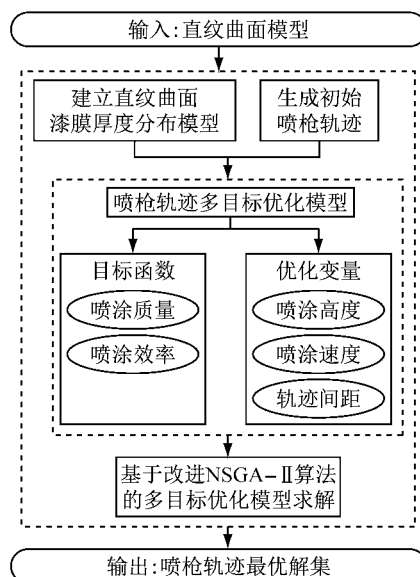 输入:直纹曲面模型
建立直纹曲面
漆膜厚度分布模型
生成初始
喷枪轨迹
喷枪轨迹多目标优化模型
目标函数
喷涂质量
喷涂效率
优化变量
喷涂高度
喷涂速度
轨迹间距
基于改进NSGA-Ⅱ算法
的多目标优化模型求解
输出:喷枪轨迹最优解集